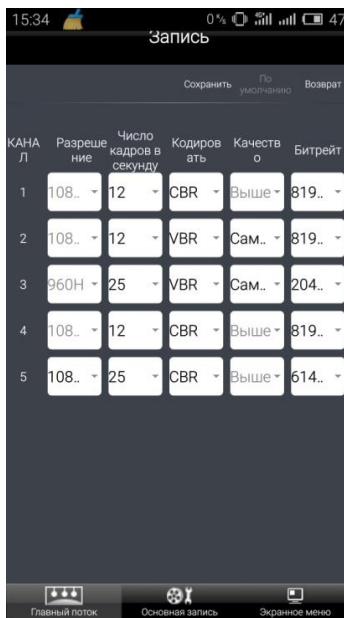 15:34 0% 47
Запись
Сохранить По умолчанию Возврат
КАНА
Л
Разреше
ние
Число
кадров в
секунду
Кодиров
ать
Качеств
о
Битрейт
1 108.. 12 CBR Выше 819..
2 108.. 12 VBR Сам.. 819..
3 960H 25 VBR Сам.. 204..
4 108.. 12 CBR Выше 819..
5 108.. 25 CBR Выше 614..
Главный поток Основная запись Экранное меню